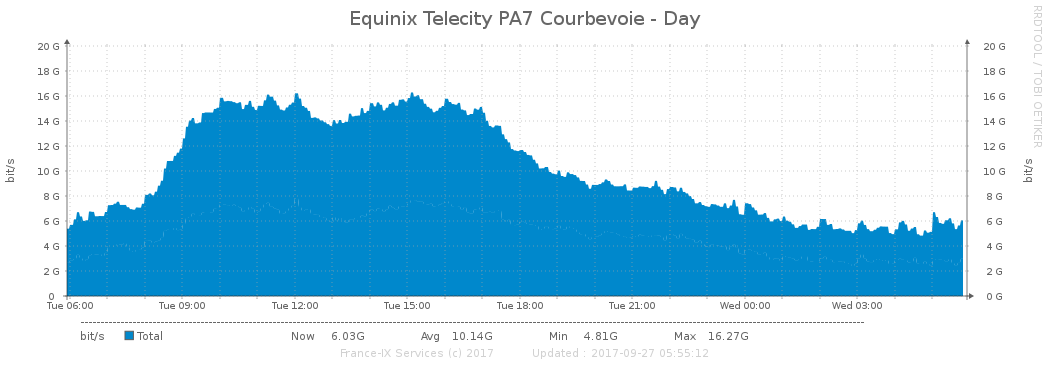 Equinix Telecity PA7 Courbevoie - Day
RRDTOOL / TOBI OETIKER
bit/s
bit/s
20 G 20 G
18 G 18 G
16 G 16 G
14 G 14 G
12 G 12 G
10 G 10 G
8 G 8 G
6 G 6 G
4 G 4 G
2 G 2 G
0 0 G
Tue 06:00 Tue 09:00 Tue 12:00 Tue 15:00 Tue 18:00 Tue 21:00 Wed 00:00 Wed 03:00
bit/s Total Now 6.03G Avg 10.14G Min 4.81G Max 16.27G
France-IX Services (c) 2017 Updated : 2017-09-27 05:55:12